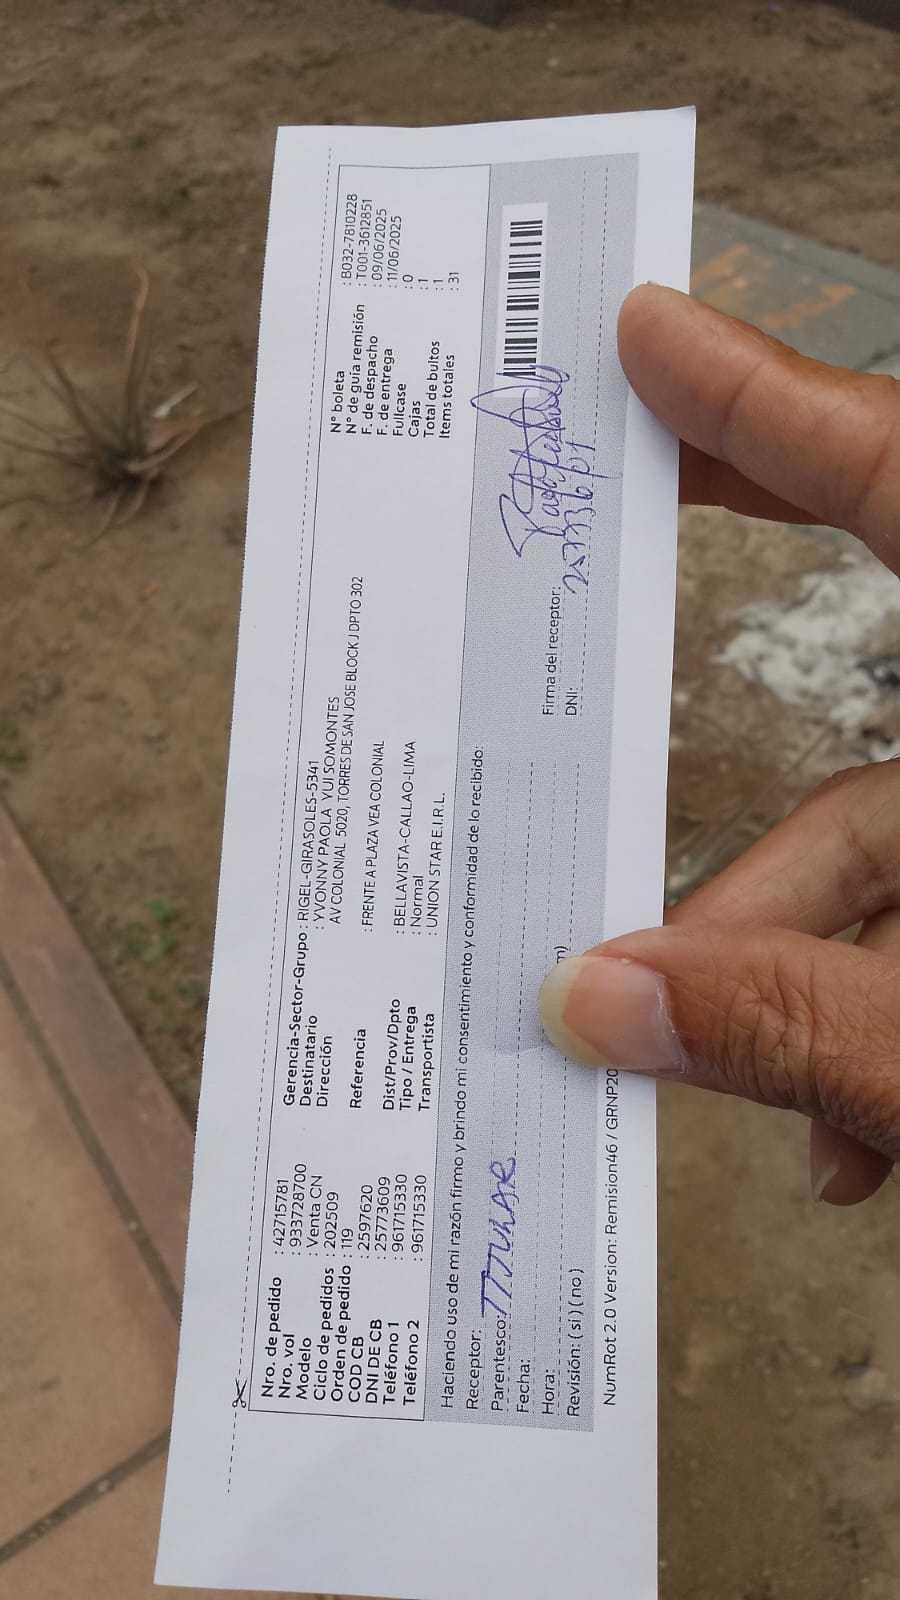 Nro. de pedido : 42715781
Nro. vol : 933728700
Modelo : Venta CN
Ciclo de pedidos : 202509
Orden de pedido : 119
COD CB : 2597620
DNI DE CB : 25773609
Teléfono 1 : 961715330
Teléfono 2 : 961715330
Gerencia-Sector-Grupo : RIGEL-GIRASOLES-5341
Destinatario : YVONNY PAOLA YUI SOMONTES
Dirección AV COLONIAL 5020, TORRES DE SAN JOSE BLOCK J DPTO 302
Referencia : FRENTE A PLAZA VEA COLONIAL
Dist/Prov/Dpto : BELLAVISTA-CALLAO-LIMA
Tipo / Entrega : Normal
Transportista : UNION STAR E.I.R.L.
N° boleta : B032-7810228
N° de guía remisión : T001-3612851
F. de despacho : 09/06/2025
F. de entrega : 11/06/2025
Fullcase : 0
Cajas : 1
Total de bultos : 1
Items totales : 31
Haciendo uso de mi razón firmo y brindo mi consentimiento y conformidad de lo recibido:
Receptor:
Parentesco: TITULAR
Fecha:
Hora: m)
Revisión: ( si ) ( no )
Firma del receptor:
DNI:
NumRot 2.0 Version: Remision46 / GRNP20